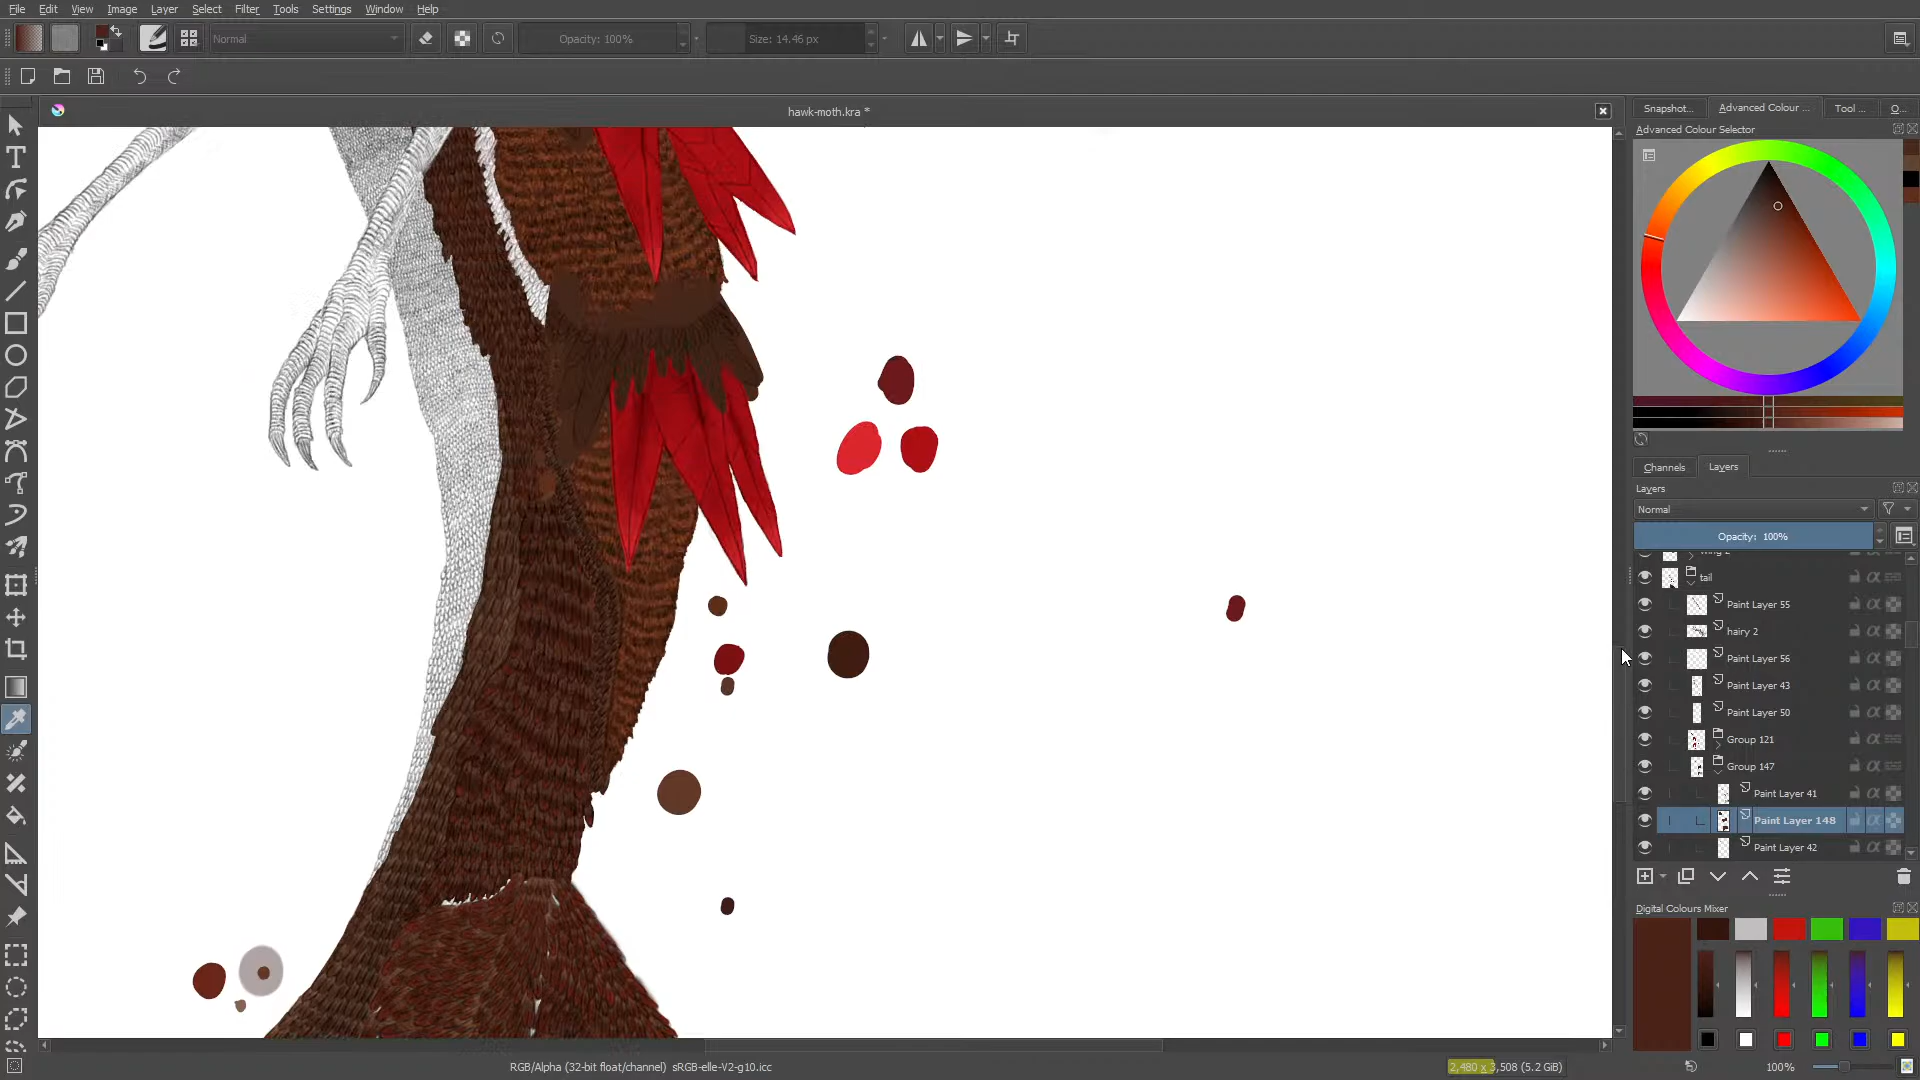 File Edit View Image Layer Select Filter Tools Settings Window Help
Normal Opacity: 100% Size: 14.46 px
hawk-moth.kra *
Snapshot... Advanced Colour ... Tool ... O...
Advanced Colour Selector
Channels Layers
Layers
Normal
Opacity: 100%
wing 2
tail
Paint Layer 55
hairy 2
Paint Layer 56
Paint Layer 43
Paint Layer 50
Group 121
Group 147
Paint Layer 41
Paint Layer 148
Paint Layer 42
Digital Colours Mixer
RGB/Alpha (32-bit float/channel) sRGB-elle-V2-g10.icc 2,480 x 3,508 (5.2 GiB) 100%